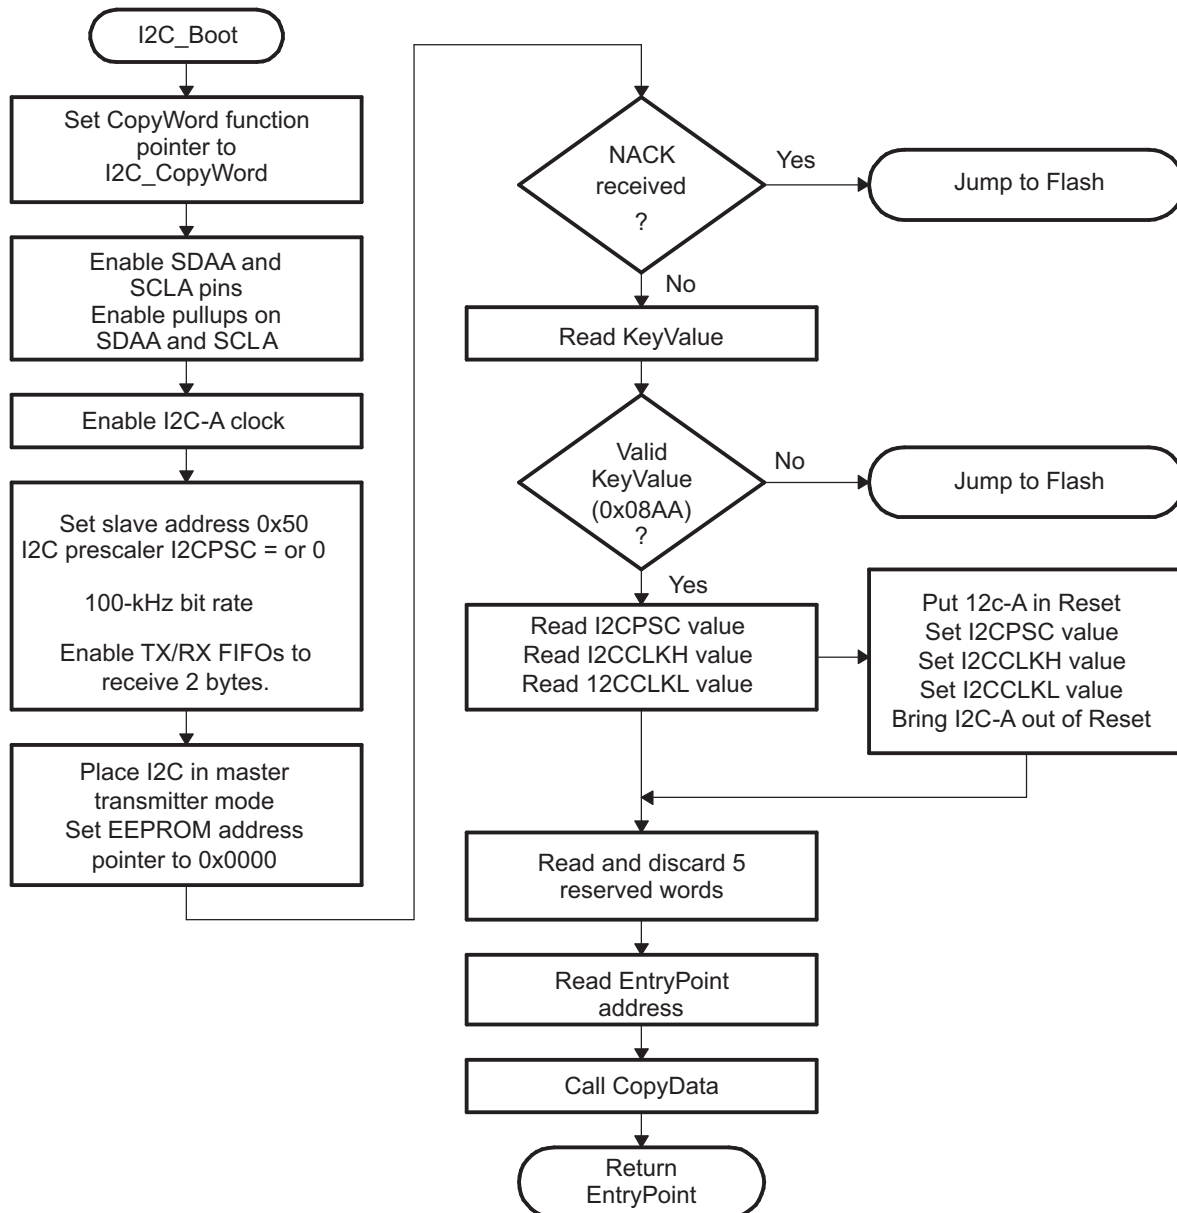 I2C_Boot
Set CopyWord function
pointer to
I2C_CopyWord
Enable SDAA and
SCLA pins
Enable pullups on
SDAA and SCLA
Enable I2C-A clock
Set slave address 0x50
I2C prescaler I2CPSC = or 0
100-kHz bit rate
Enable TX/RX FIFOs to
receive 2 bytes.
Place I2C in master
transmitter mode
Set EEPROM address
pointer to 0x0000
NACK
received
?
Yes
Jump to Flash
No
Read KeyValue
Valid
KeyValue
(0x08AA)
?
No
Jump to Flash
Yes
Read I2CPSC value
Read I2CCLKH value
Read 12CCLKL value
Put 12c-A in Reset
Set I2CPSC value
Set I2CCLKH value
Set I2CCLKL value
Bring I2C-A out of Reset
Read and discard 5
reserved words
Read EntryPoint
address
Call CopyData
Return
EntryPoint